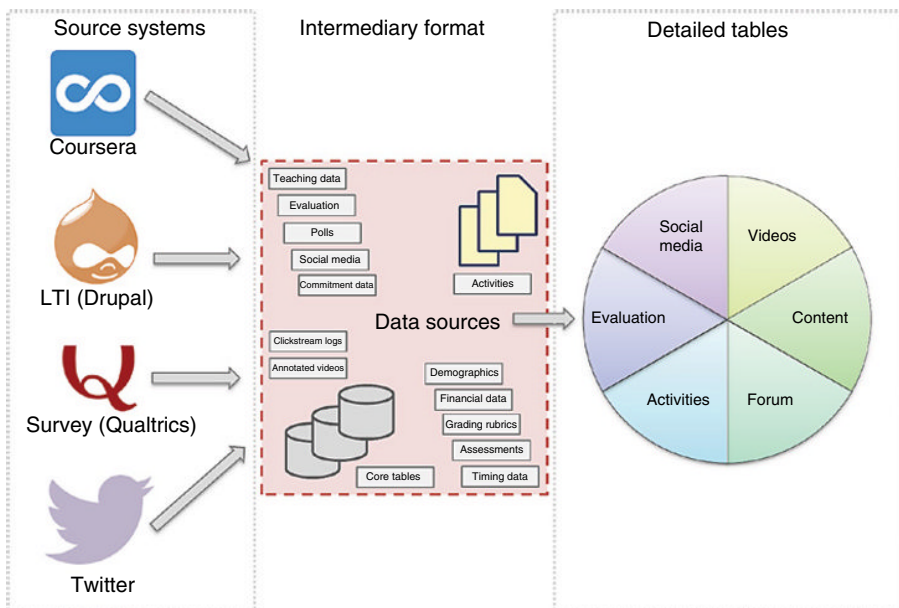 Source systems
Intermediary format
Detailed tables
Coursera
LTI (Drupal)
Survey (Qualtrics)
Twitter
Teaching data
Evaluation
Polls
Social media
Commitment data
Activities
Data sources
Clickstream logs
Annotated videos
Demographics
Financial data
Grading rubrics
Assessments
Timing data
Core tables
Social
media
Videos
Evaluation
Content
Activities
Forum